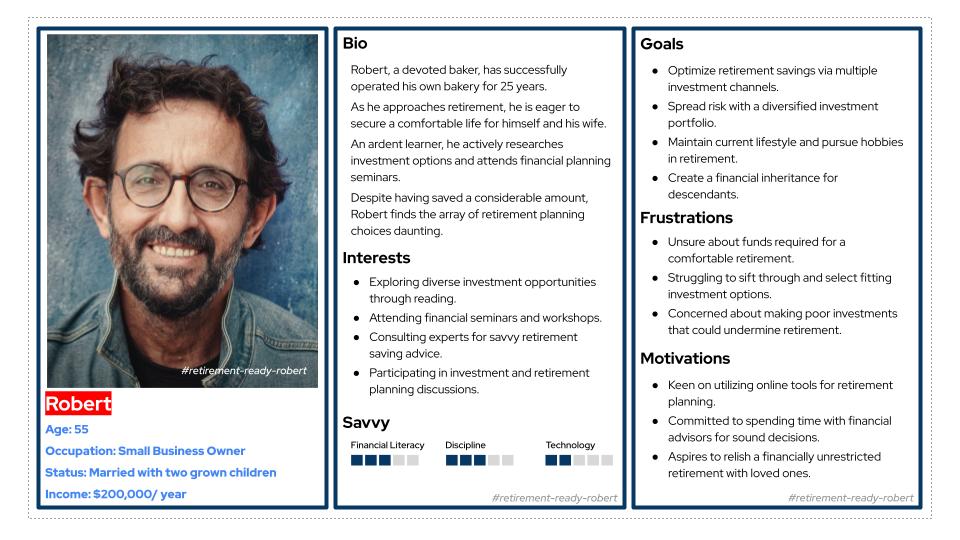 #retirement-ready-robert
Robert
Age: 55
Occupation: Small Business Owner
Status: Married with two grown children
Income: $200,000/ year
Bio
Robert, a devoted baker, has successfully
operated his own bakery for 25 years.
As he approaches retirement, he is eager to
secure a comfortable life for himself and his wife.
An ardent learner, he actively researches
investment options and attends financial planning
seminars.
Despite having saved a considerable amount,
Robert finds the array of retirement planning
choices daunting.
Interests
● Exploring diverse investment opportunities
through reading.
● Attending financial seminars and workshops.
● Consulting experts for savvy retirement
saving advice.
● Participating in investment and retirement
planning discussions.
Savvy
Financial Literacy Discipline Technology
#retirement-ready-robert
Goals
● Optimize retirement savings via multiple
investment channels.
● Spread risk with a diversified investment
portfolio.
● Maintain current lifestyle and pursue hobbies
in retirement.
● Create a financial inheritance for
descendants.
Frustrations
● Unsure about funds required for a
comfortable retirement.
● Struggling to sift through and select fitting
investment options.
● Concerned about making poor investments
that could undermine retirement.
Motivations
● Keen on utilizing online tools for retirement
planning.
● Committed to spending time with financial
advisors for sound decisions.
● Aspires to relish a financially unrestricted
retirement with loved ones.
#retirement-ready-robert